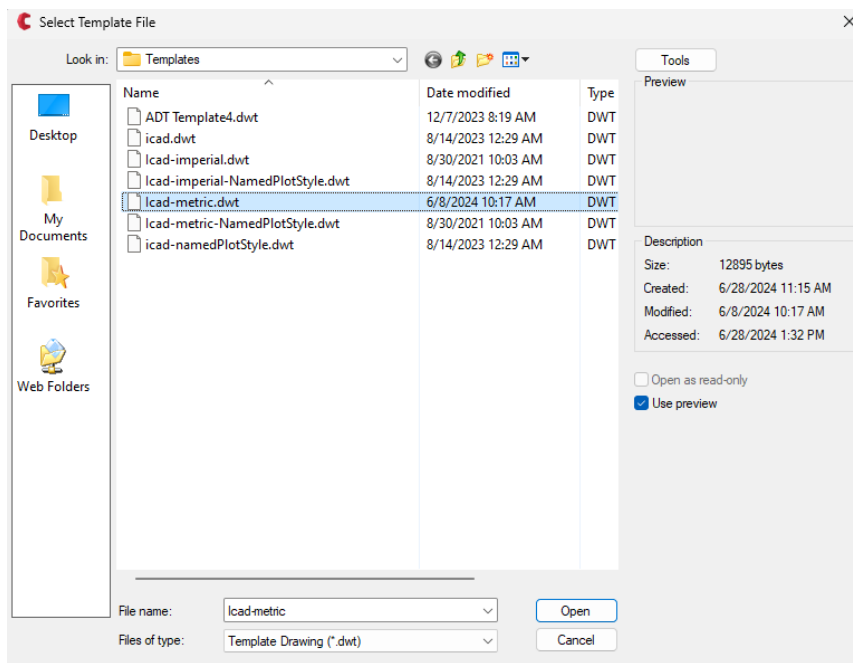 Select Template File
Look in: Templates
Tools
Name Date modified Type
ADT Template4.dwt 12/7/2023 8:19 AM DWT
icad.dwt 8/14/2023 12:29 AM DWT
Icad-imperial.dwt 8/30/2021 10:03 AM DWT
Icad-imperial-NamedPlotStyle.dwt 8/14/2023 12:29 AM DWT
Icad-metric.dwt 6/8/2024 10:17 AM DWT
Icad-metric-NamedPlotStyle.dwt 8/30/2021 10:03 AM DWT
icad-namedPlotStyle.dwt 8/14/2023 12:29 AM DWT
Desktop
My
Documents
Favorites
Web Folders
Preview
Description
Size: 12895 bytes
Created: 6/28/2024 11:15 AM
Modified: 6/8/2024 10:17 AM
Accessed: 6/28/2024 1:32 PM
Open as read-only
Use preview
File name: Icad-metric Open
Files of type: Template Drawing (*.dwt) Cancel